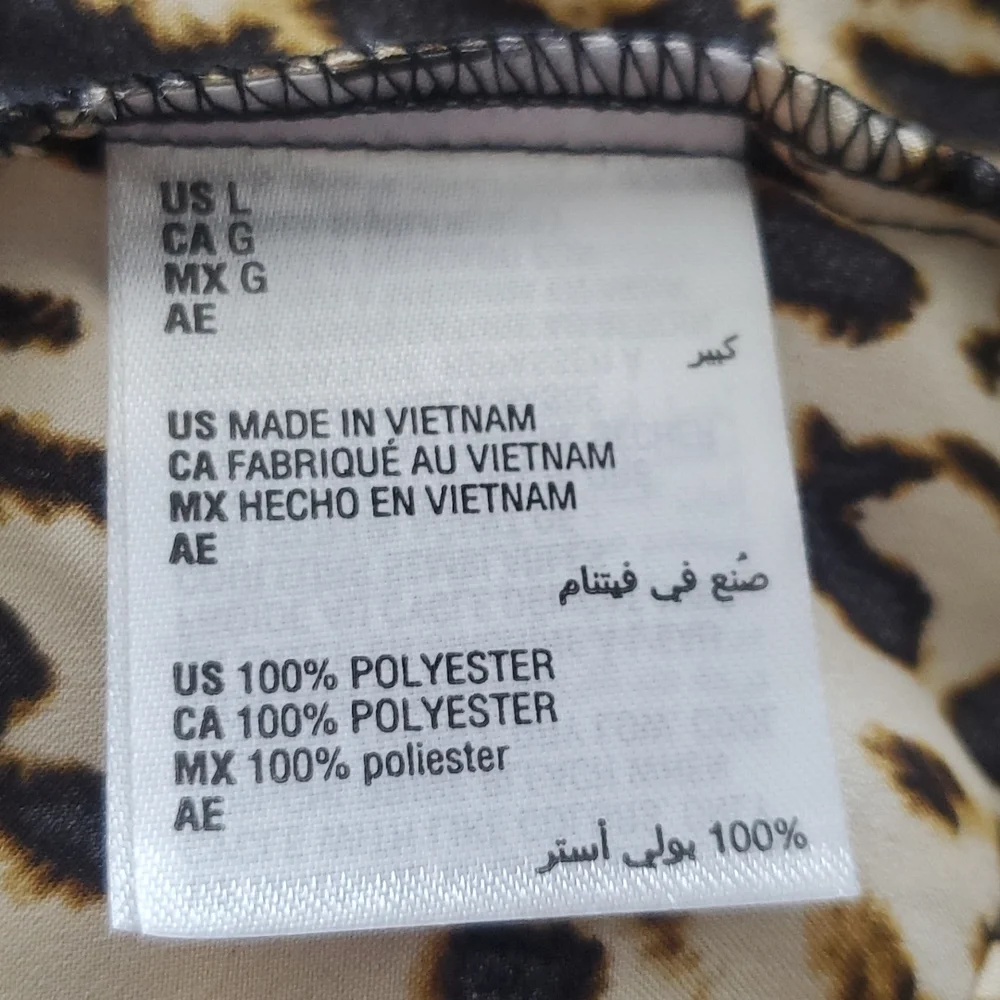 US L
CA G
MX G
AE
كبير
US MADE IN VIETNAM
CA FABRIQUÉ AU VIETNAM
MX HECHO EN VIETNAM
AE
صُنع في فيتنام
US 100% POLYESTER
CA 100% POLYESTER
MX 100% poliester
AE
100% بولي أستر